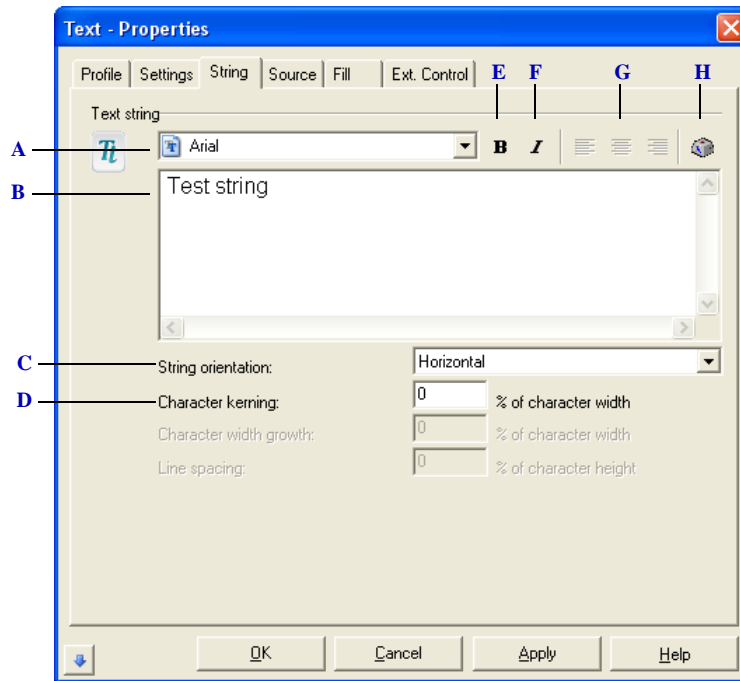 Text - Properties
Profile Settings String Source Fill Ext. Control E F G H
Text string
A Arial B I
B Test string
C String orientation: Horizontal
D Character kerning: 0 % of character width
Character width growth: 0 % of character width
Line spacing: 0 % of character height
OK Cancel Apply Help